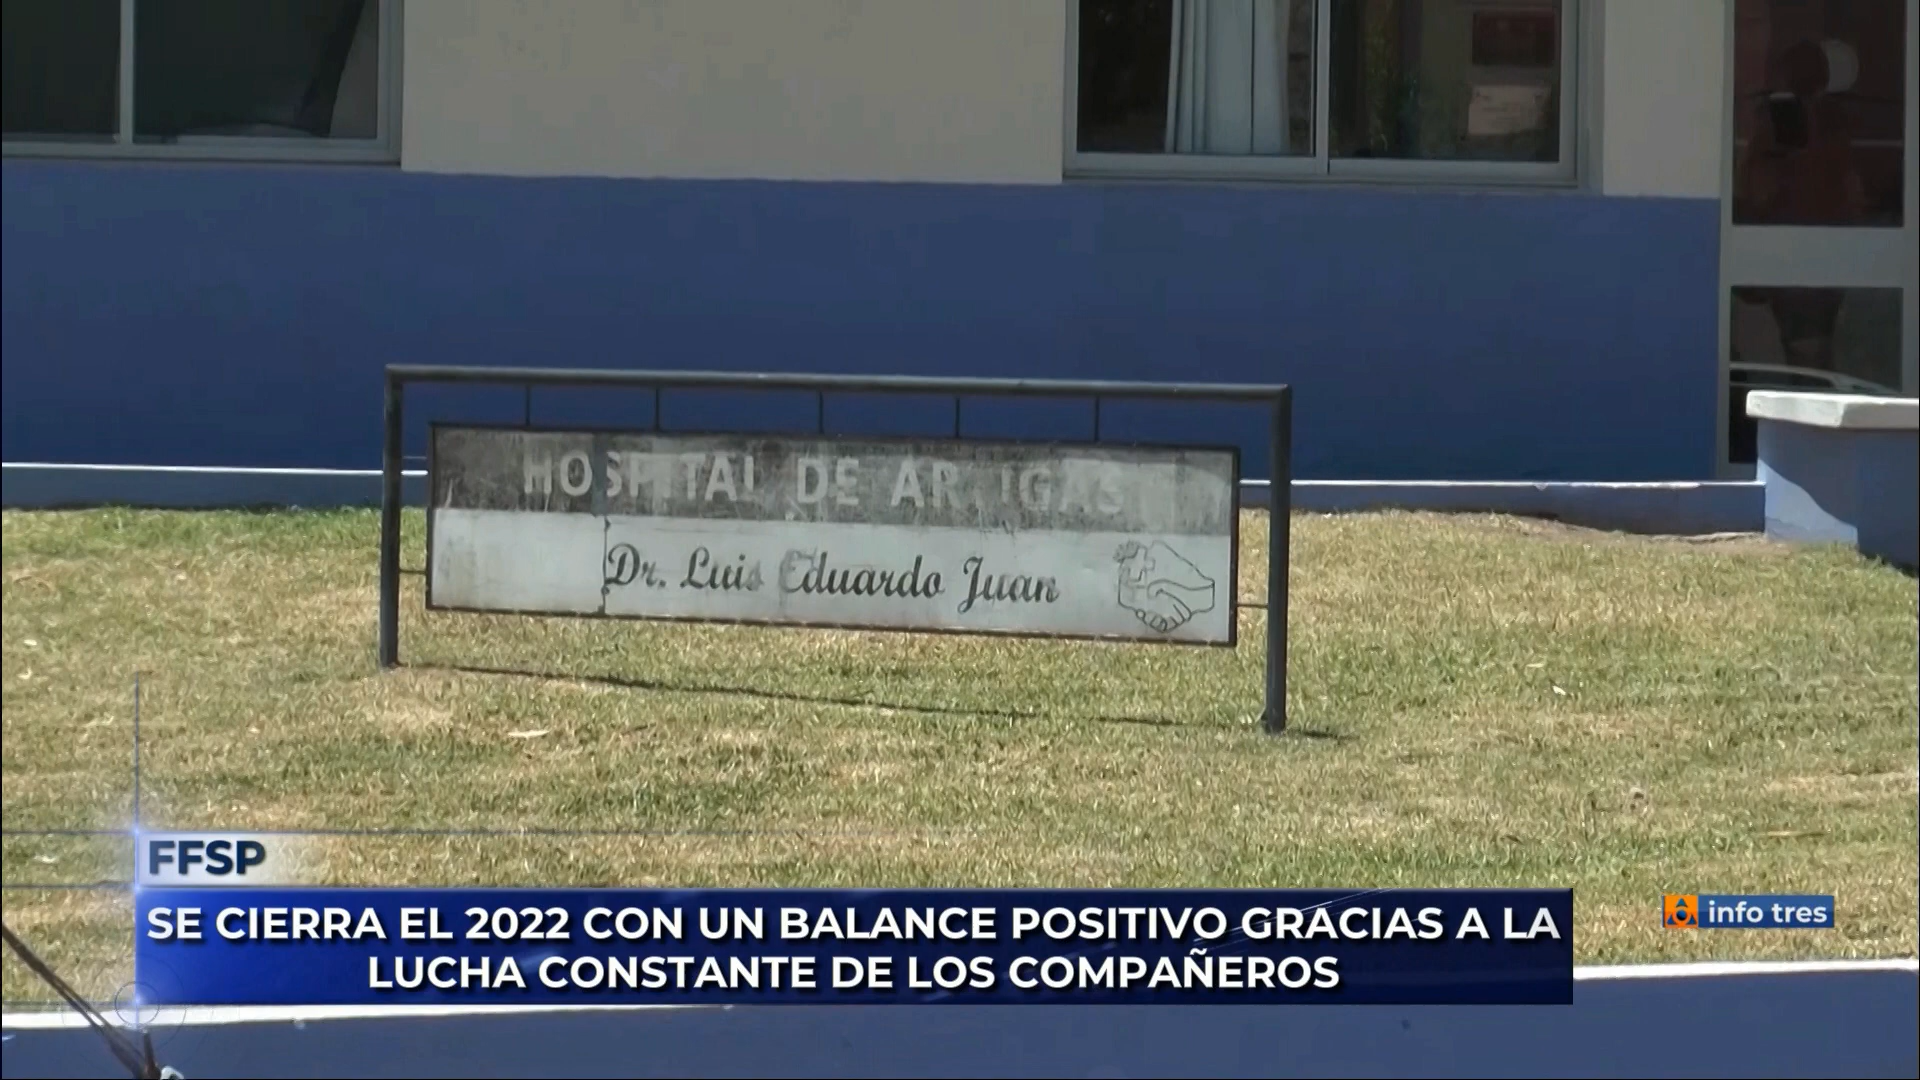 HOSPITAL DE ARTIGAS
Dr. Luis Eduardo Juan
FFSP
SE CIERRA EL 2022 CON UN BALANCE POSITIVO GRACIAS A LA
LUCHA CONSTANTE DE LOS COMPAÑEROS
info tres